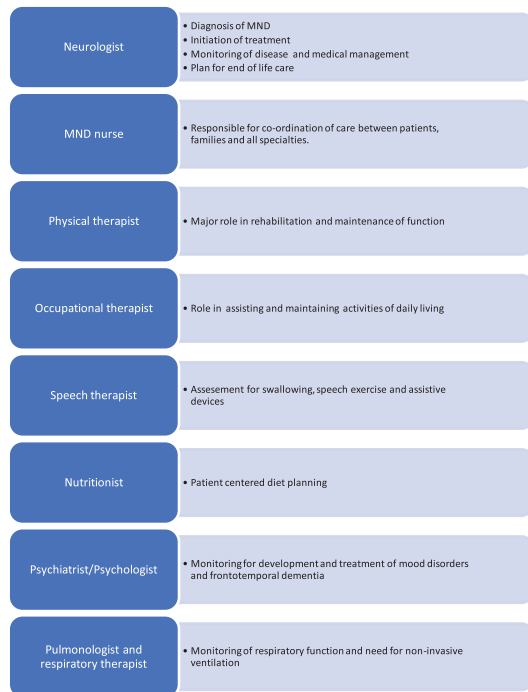 Neurologist
• Diagnosis of MND
• Initiation of treatment
• Monitoring of disease and medical management
• Plan for end of life care
MND nurse
• Responsible for co-ordination of care between patients,
families and all specialties.
Physical therapist
• Major role in rehabilitation and maintenance of function
Occupational therapist
• Role in assisting and maintaining activities of daily living
Speech therapist
• Assesement for swallowing, speech exercise and assistive
devices
Nutritionist
• Patient centered diet planning
Psychiatrist/Psychologist
• Monitoring for development and treatment of mood disorders
and frontotemporal dementia
Pulmonologist and
respiratory therapist
• Monitoring of respiratory function and need for non-invasive
ventilation